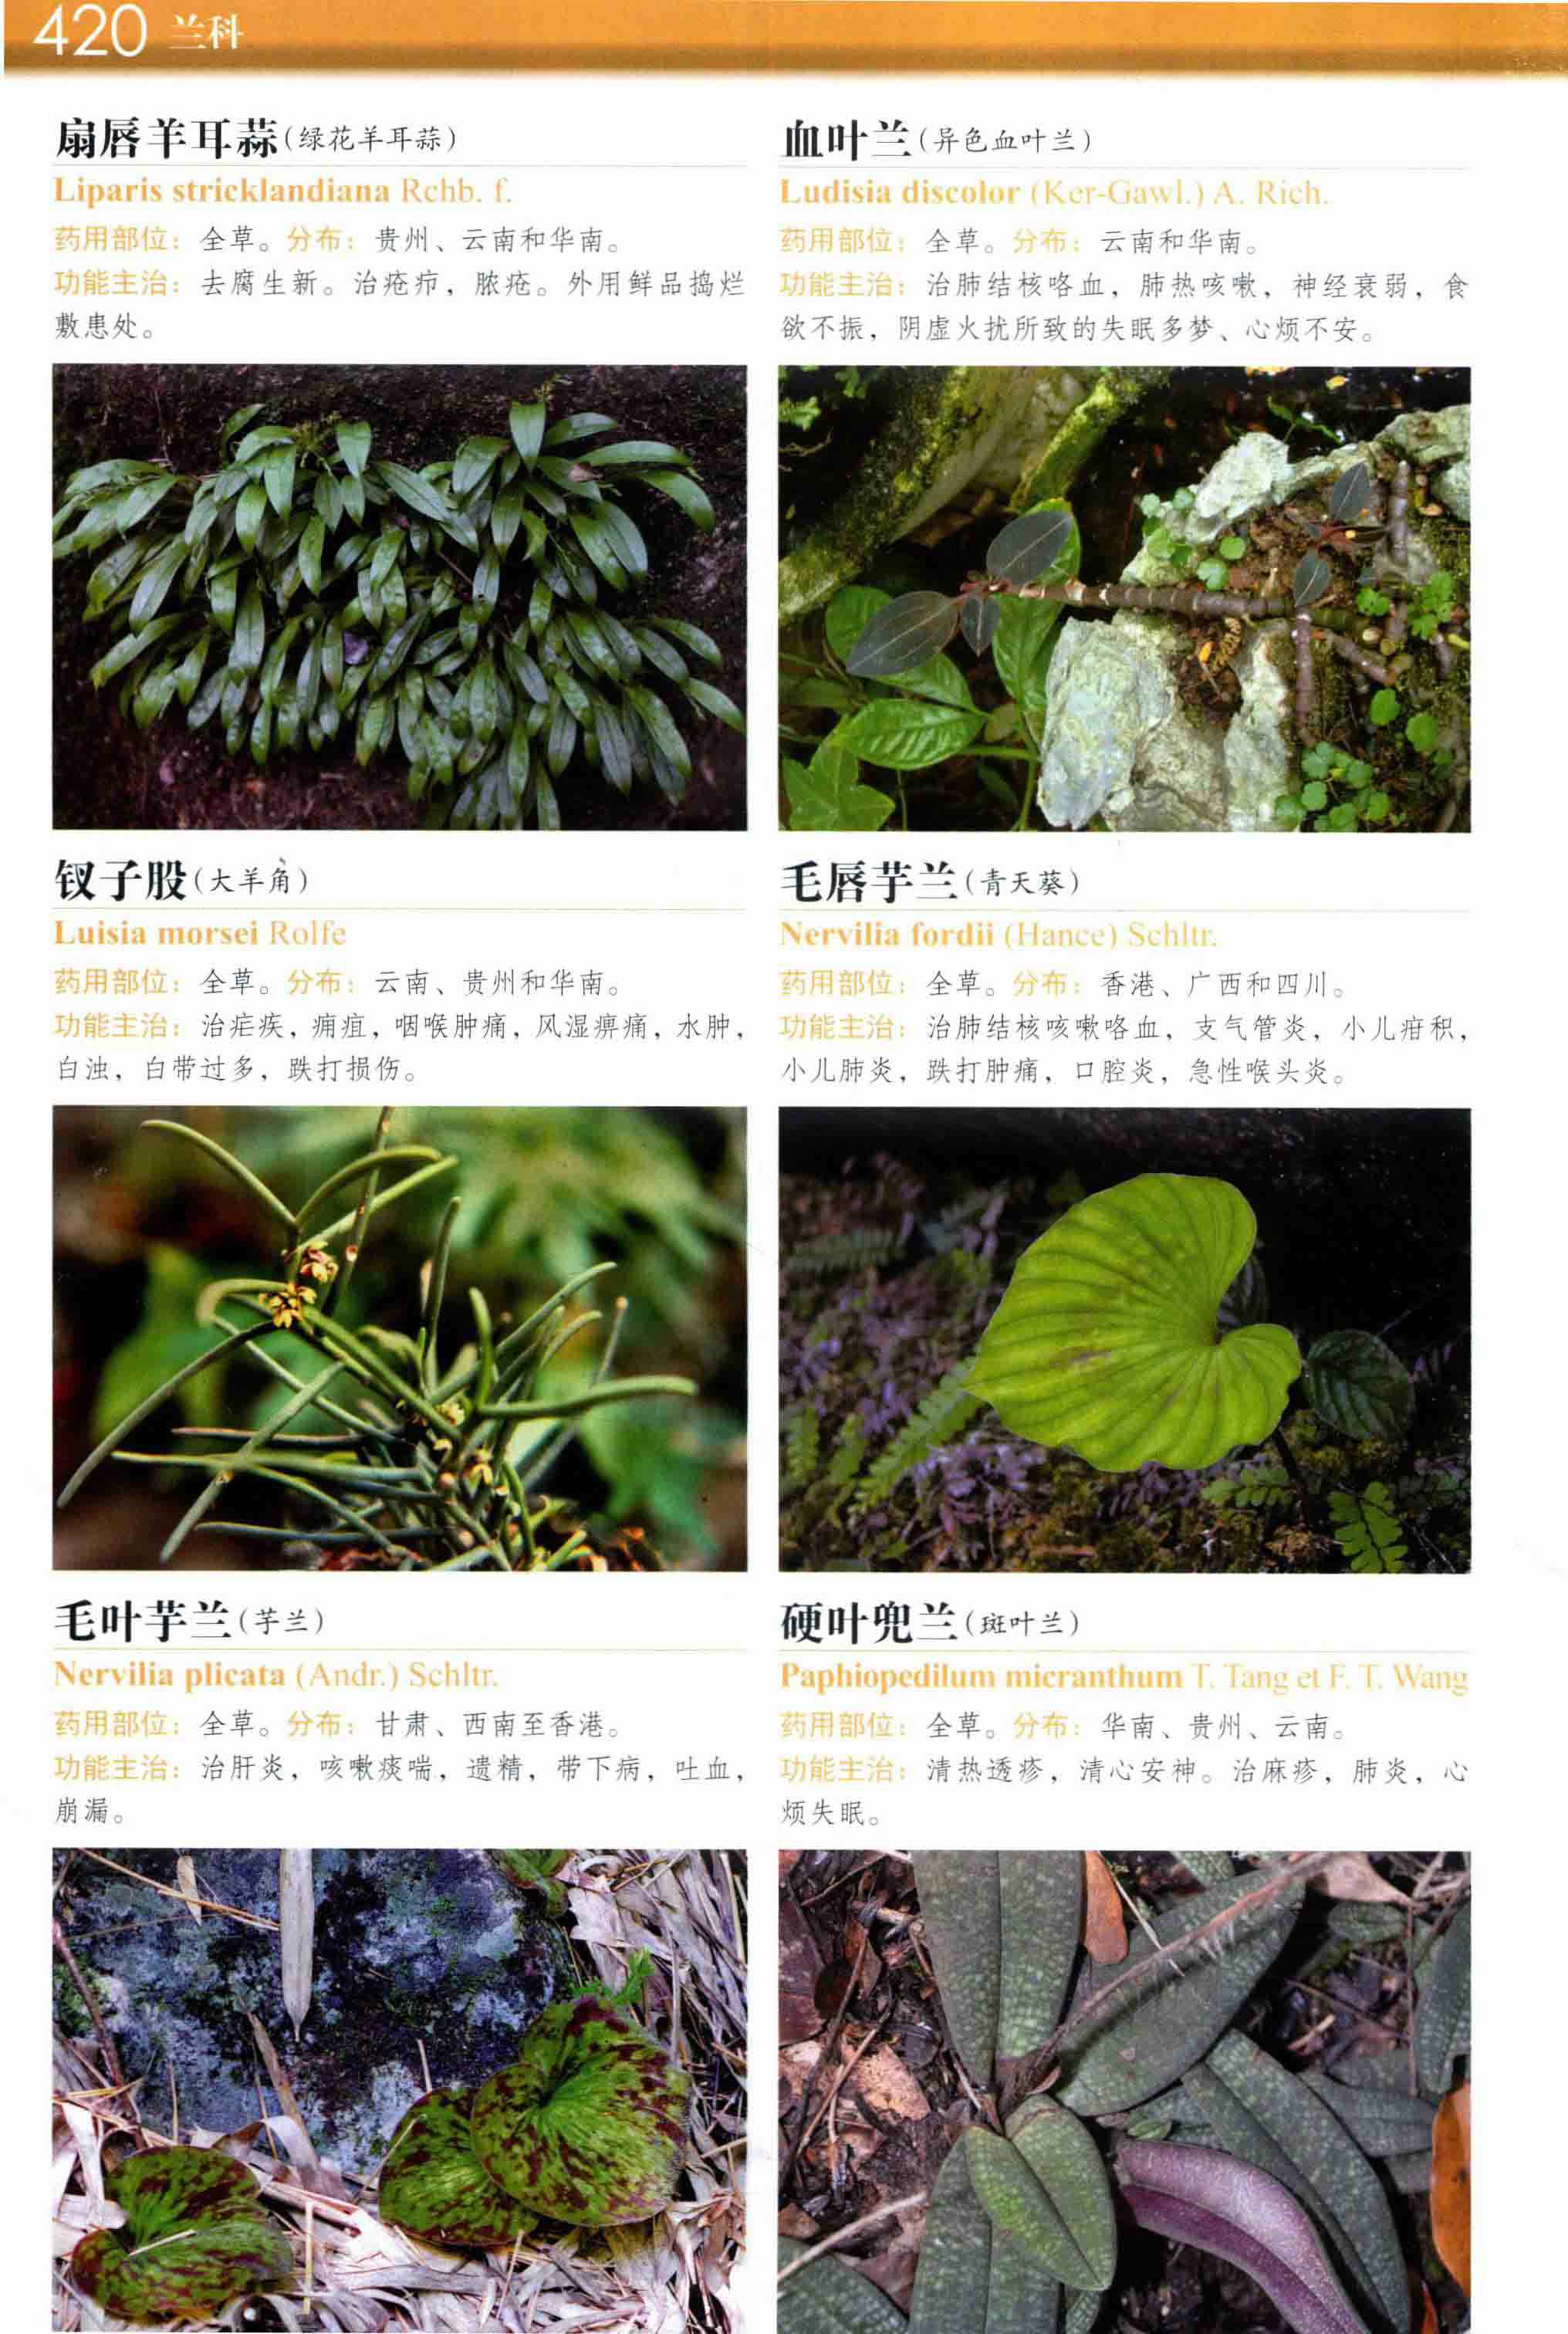 420 兰科
扇唇羊耳蒜(绿花羊耳蒜)
Liparis stricklandiana Rchb. f.
药用部位：全草。分布：贵州、云南和华南。
功能主治：去腐生新。治疮疖，脓疮。外用鲜品捣烂
敷患处。
血叶兰(异色血叶兰)
Ludisia discolor (Ker-Gawl.) A. Rich.
药用部位：全草。分布：云南和华南。
功能主治：治肺结核咯血，肺热咳嗽，神经衰弱，食
欲不振，阴虚火扰所致的失眠多梦、心烦不安。
钗子股(大羊角)
Luisia morsei Rolfe
药用部位：全草。分布：云南、贵州和华南。
功能主治：治疟疾，痈疽，咽喉肿痛，风湿痹痛，水肿，
白浊，白带过多，跌打损伤。
毛唇芋兰(青天葵)
Nervilia fordii (Hance) Schltr.
药用部位：全草。分布：香港、广西和四川。
功能主治：治肺结核咳嗽咯血，支气管炎，小儿疳积，
小儿肺炎，跌打肿痛，口腔炎，急性喉头炎。
毛叶芋兰(芋兰)
Nervilia plicata (Andr.) Schltr.
药用部位：全草。分布：甘肃、西南至香港。
功能主治：治肝炎，咳嗽痰喘，遗精，带下病，吐血，
崩漏。
硬叶兜兰(斑叶兰)
Paphiopedilum micranthum T. Tang et F. T. Wang
药用部位：全草。分布：华南、贵州、云南。
功能主治：清热透疹，清心安神。治麻疹，肺炎，心
烦失眠。